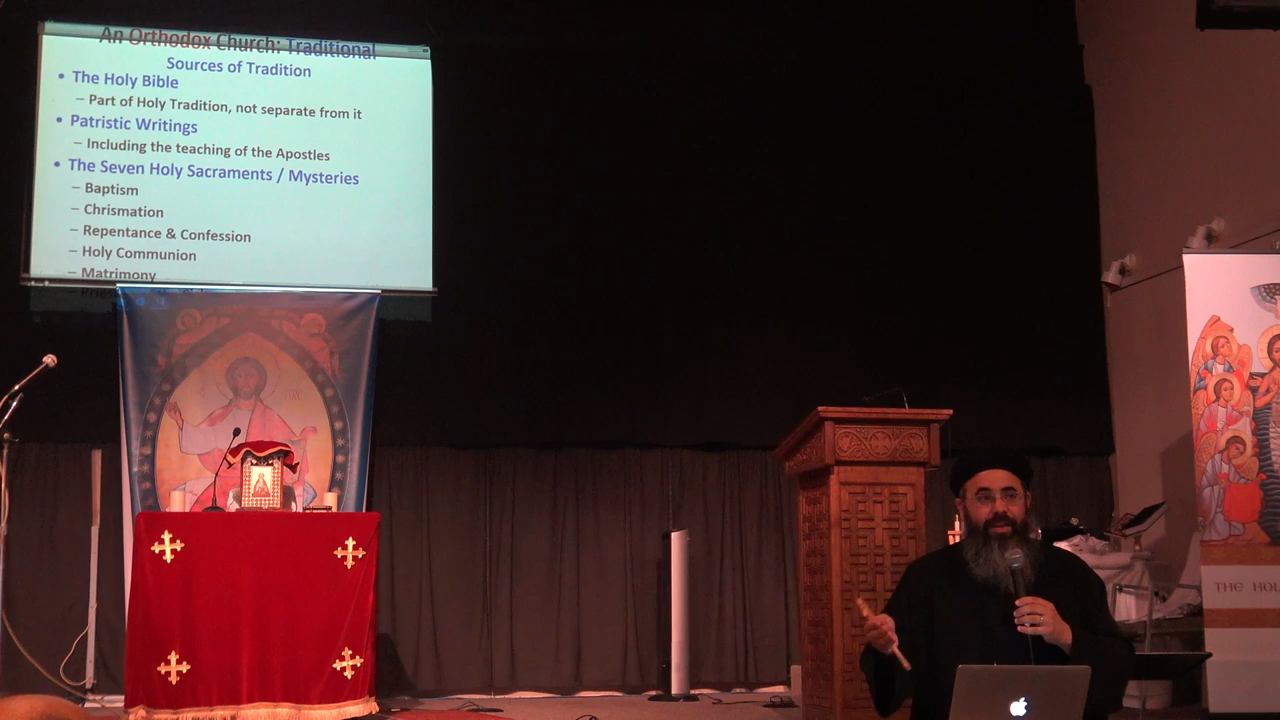 An Orthodox Church: Traditional
Sources of Tradition
• The Holy Bible
– Part of Holy Tradition, not separate from it
• Patristic Writings
– Including the teaching of the Apostles
• The Seven Holy Sacraments / Mysteries
– Baptism
– Chrismation
– Repentance & Confession
– Holy Communion
– Matrimony
THE HOL